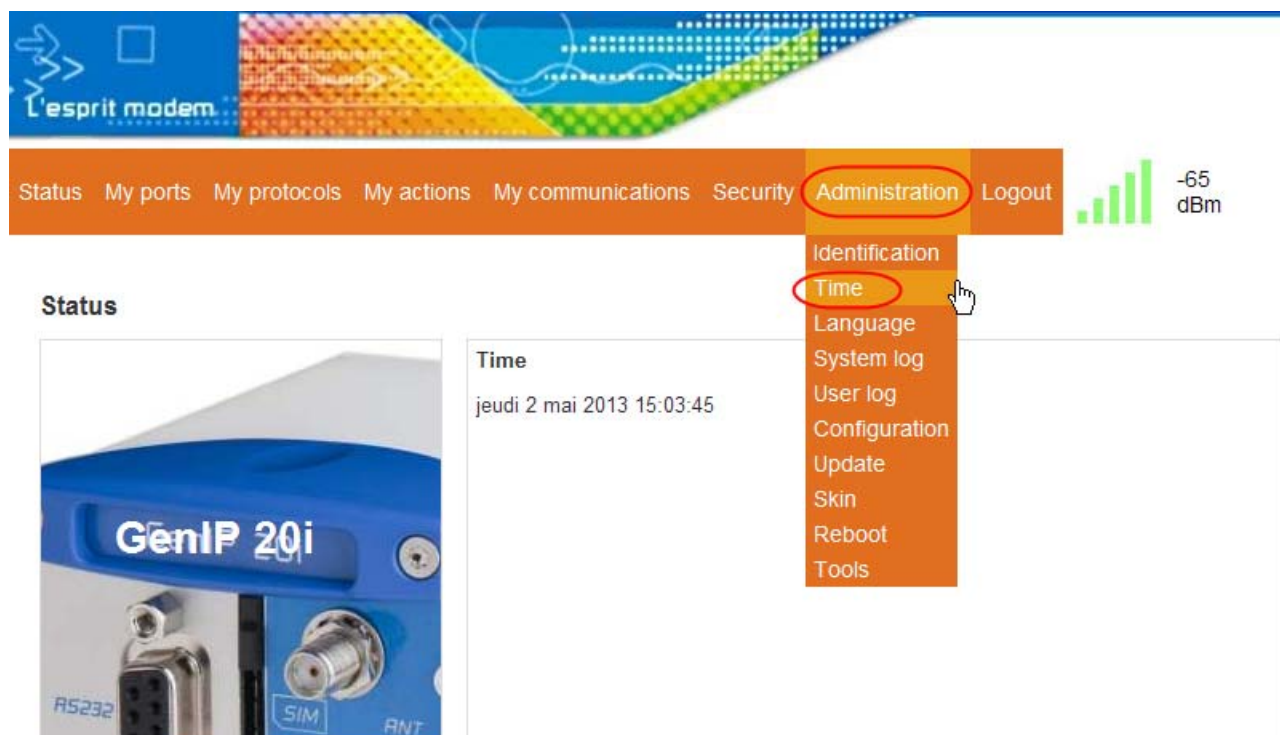 L'esprit modem
Status My ports My protocols My actions My communications Security Administration Logout
-65
dBm
Identification
Time
Language
System log
User log
Configuration
Update
Skin
Reboot
Tools
Status
Time
jeudi 2 mai 2013 15:03:45
GenIP 20i
GenIP 20i
RS232
SIM
ANT